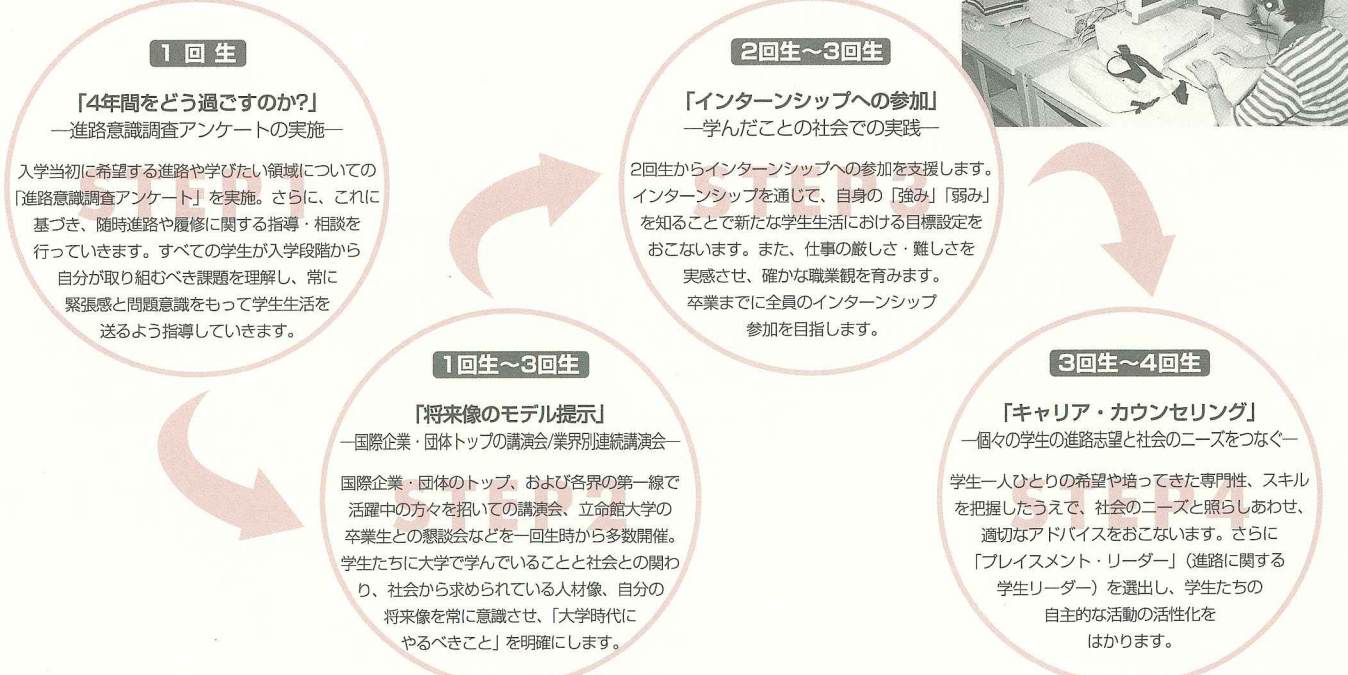 1 回 生
「4年間をどう過ごすのか?」
―進路意識調査アンケートの実施―
STEP1
入学当初に希望する進路や学びたい領域についての
「進路意識調査アンケート」を実施。さらに、これに
基づき、随時進路や履修に関する指導・相談を
行っていきます。すべての学生が入学段階から
自分が取り組むべき課題を理解し、常に
緊張感と問題意識をもって学生生活を
送るよう指導していきます。
1回生～3回生
「将来像のモデル提示」
―国際企業・団体トップの講演会/業界別連続講演会―
STEP2
国際企業・団体のトップ、および各界の第一線で
活躍中の方々を招いての講演会、立命館大学の
卒業生との懇談会などを一回生時から多数開催。
学生たちに大学で学んでいることと社会との関わ
り、社会から求められている人材像、自分の
将来像を常に意識させ、「大学時代に
やるべきこと」を明確にします。
2回生～3回生
「インターンシップへの参加」
―学んだことの社会での実践―
STEP3
2回生からインターンシップへの参加を支援します。
インターンシップを通じて、自身の「強み」「弱み」
を知ることで新たな学生生活における目標設定を
おこないます。また、仕事の厳しさ・難しさを
実感させ、確かな職業観を育みます。
卒業までに全員のインターンシップ
参加を目指します。
3回生～4回生
「キャリア・カウンセリング」
―個々の学生の進路志望と社会のニーズをつなぐ―
STEP4
学生一人ひとりの希望や培ってきた専門性、スキル
を把握したうえで、社会のニーズと照らしあわせ、
適切なアドバイスをおこないます。さらに
「プレイスメント・リーダー」（進路に関する
学生リーダー）を選出し、学生たちの
自主的な活動の活性化を
はかります。